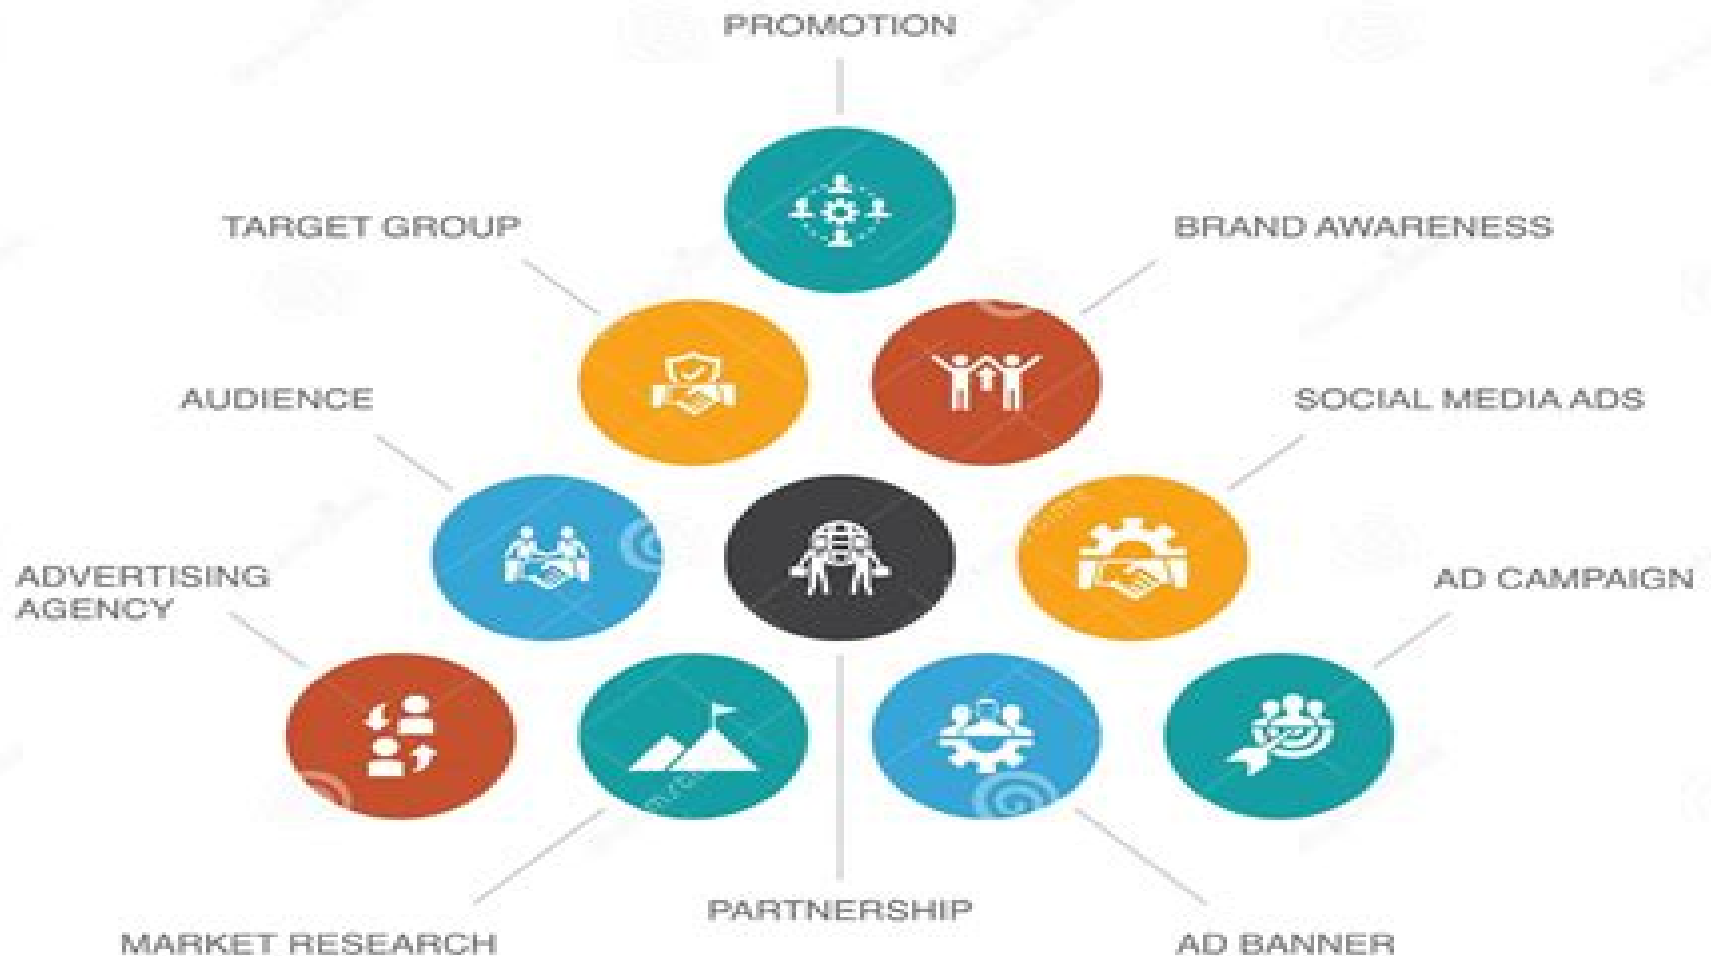 PROMOTION
TARGET GROUP
BRAND AWARENESS
AUDIENCE
SOCIAL MEDIA ADS
ADVERTISING
AGENCY
AD CAMPAIGN
PARTNERSHIP
MARKET RESEARCH
AD BANNER